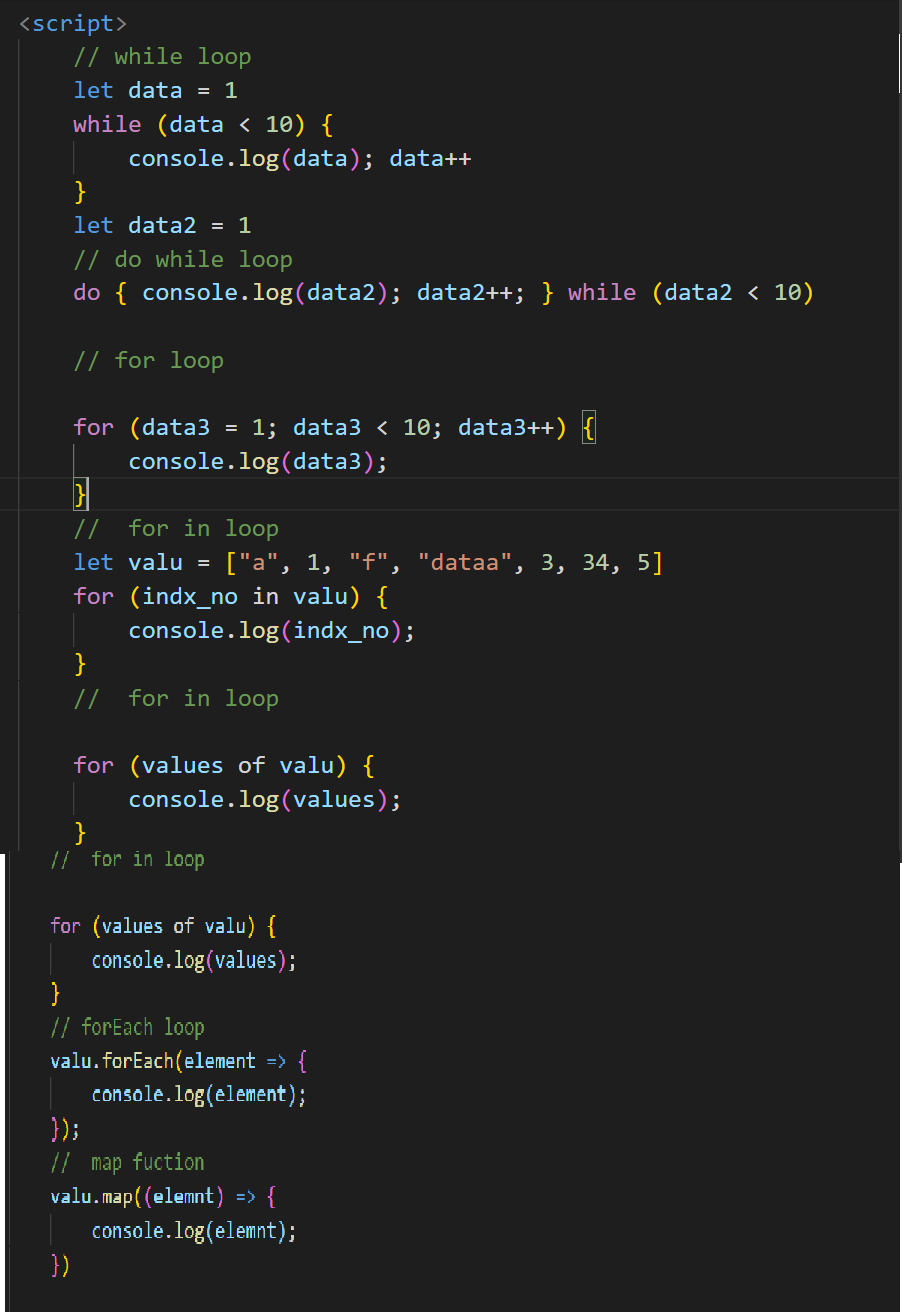 <script>
// while loop
let data = 1
while (data < 10) {
console.log(data); data++
}
let data2 = 1
// do while loop
do { console.log(data2); data2++; } while (data2 < 10)
// for loop
for (data3 = 1; data3 < 10; data3++) {
console.log(data3);
}
//  for in loop
let valu = ["a", 1, "f", "dataa", 3, 34, 5]
for (indx_no in valu) {
console.log(indx_no);
}
//  for in loop
for (values of valu) {
console.log(values);
}
//  for in loop
for (values of valu) {
console.log(values);
}
// forEach loop
valu.forEach(element => {
console.log(element);
});
//  map fuction
valu.map((elemnt) => {
console.log(elemnt);
})